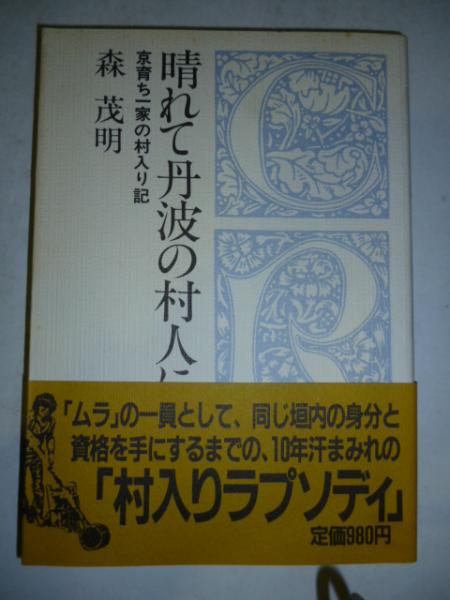 晴れて丹波の村人に
京育ち一家の村入り記
森 茂明
C
R
「ムラ」の一員として、同じ垣内の身分と
資格を手にするまでの、10年汗まみれの
「村入りラプソディ」
定価980円